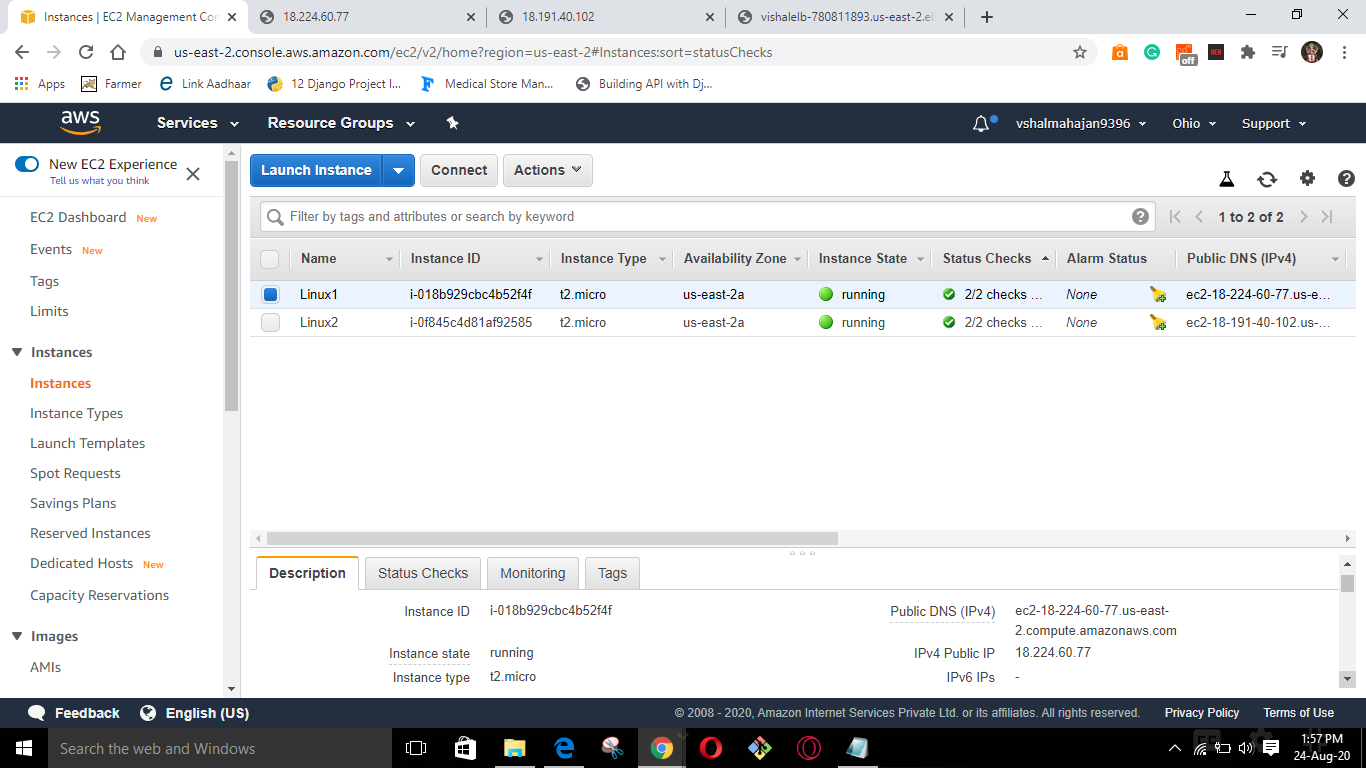 Instances | EC2 Management Con
18.224.60.77
18.191.40.102
vishalelb-780811893.us-east-2.el
us-east-2.console.aws.amazon.com/ec2/v2/home?region=us-east-2#Instances:sort=statusChecks
off
NEW
Apps
Farmer
Link Aadhaar
12 Django Project I...
Medical Store Man...
Building API with Dj...
aws
Services
Resource Groups
vshalmahajan9396
Ohio
Support
New EC2 Experience
Tell us what you think
EC2 Dashboard New
Events New
Tags
Limits
Instances
Instances
Instance Types
Launch Templates
Spot Requests
Savings Plans
Reserved Instances
Dedicated Hosts New
Capacity Reservations
Images
AMIs
Launch Instance
Connect
Actions
Filter by tags and attributes or search by keyword
1 to 2 of 2
Name Instance ID Instance Type Availability Zone Instance State Status Checks Alarm Status Public DNS (IPv4)
Linux1 i-018b929cbc4b52f4f t2.micro us-east-2a running 2/2 checks ... None ec2-18-224-60-77.us-e...
Linux2 i-0f845c4d81af92585 t2.micro us-east-2a running 2/2 checks ... None ec2-18-191-40-102.us-...
Description
Status Checks
Monitoring
Tags
Instance ID i-018b929cbc4b52f4f
Instance state running
Instance type t2.micro
Public DNS (IPv4) ec2-18-224-60-77.us-east-
2.compute.amazonaws.com
IPv4 Public IP 18.224.60.77
IPv6 IPs -
Feedback
English (US)
© 2008 - 2020, Amazon Internet Services Private Ltd. or its affiliates. All rights reserved.
Privacy Policy
Terms of Use
Search the web and Windows
1:57 PM
24-Aug-20